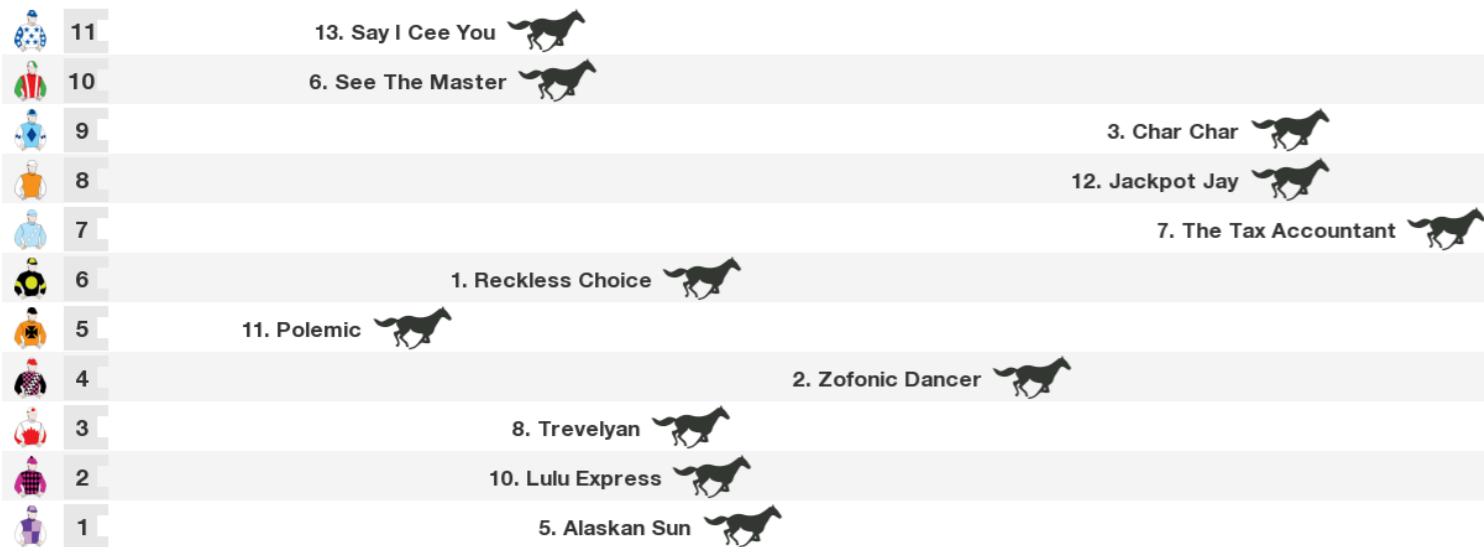 11 13. Say I Cee You
10 6. See The Master
9 3. Char Char
8 12. Jackpot Jay
7 7. The Tax Accountant
6 1. Reckless Choice
5 11. Polemic
4 2. Zofonic Dancer
3 8. Trevelyan
2 10. Lulu Express
1 5. Alaskan Sun